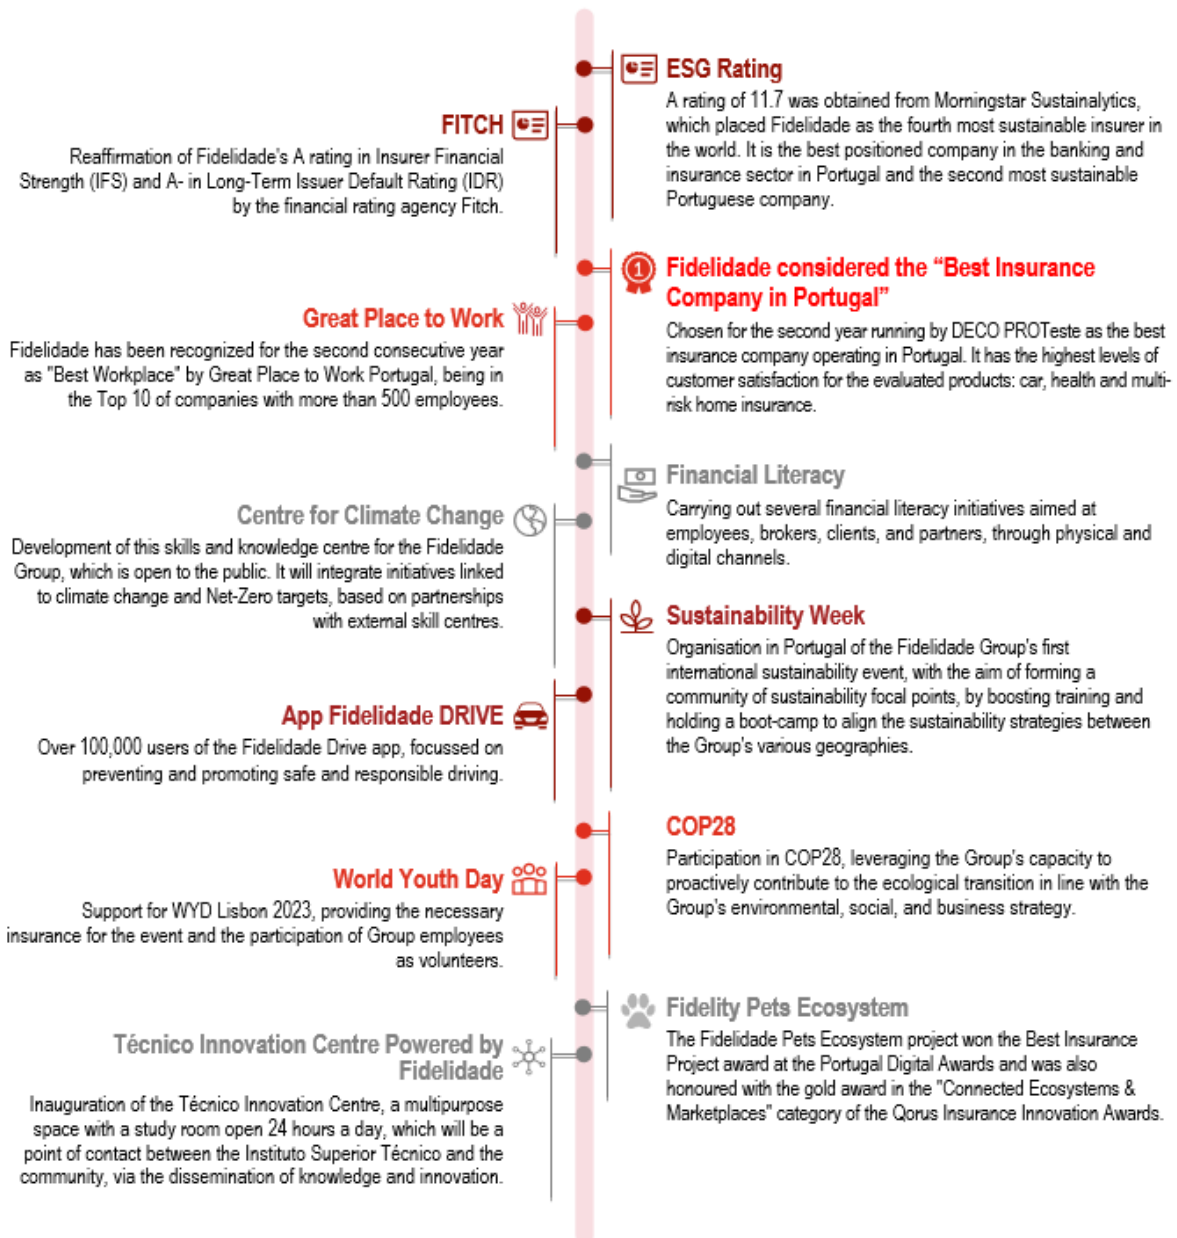 ESG Rating
A rating of 11.7 was obtained from Morningstar Sustainalytics,
which placed Fidelidade as the fourth most sustainable insurer in
the world. It is the best positioned company in the banking and
insurance sector in Portugal and the second most sustainable
Portuguese company.
FITCH
Reaffirmation of Fidelidade's A rating in Insurer Financial
Strength (IFS) and A- in Long-Term Issuer Default Rating (IDR)
by the financial rating agency Fitch.
1
Fidelidade considered the “Best Insurance
Company in Portugal”
Chosen for the second year running by DECO PROTeste as the best
insurance company operating in Portugal. It has the highest levels of
customer satisfaction for the evaluated products: car, health and multi-
risk home insurance.
Great Place to Work
Fidelidade has been recognized for the second consecutive year
as "Best Workplace" by Great Place to Work Portugal, being in
the Top 10 of companies with more than 500 employees.
Financial Literacy
Carrying out several financial literacy initiatives aimed at
employees, brokers, clients, and partners, through physical and
digital channels.
Centre for Climate Change
Development of this skills and knowledge centre for the Fidelidade
Group, which is open to the public. It will integrate initiatives linked
to climate change and Net-Zero targets, based on partnerships
with external skill centres.
Sustainability Week
Organisation in Portugal of the Fidelidade Group's first
international sustainability event, with the aim of forming a
community of sustainability focal points, by boosting training and
holding a boot-camp to align the sustainability strategies between
the Group's various geographies.
App Fidelidade DRIVE
Over 100,000 users of the Fidelidade Drive app, focussed on
preventing and promoting safe and responsible driving.
COP28
Participation in COP28, leveraging the Group's capacity to
proactively contribute to the ecological transition in line with the
Group's environmental, social, and business strategy.
World Youth Day
Support for WYD Lisbon 2023, providing the necessary
insurance for the event and the participation of Group employees
as volunteers.
Fidelity Pets Ecosystem
The Fidelidade Pets Ecosystem project won the Best Insurance
Project award at the Portugal Digital Awards and was also
honoured with the gold award in the "Connected Ecosystems &
Marketplaces" category of the Qorus Insurance Innovation Awards.
Técnico Innovation Centre Powered by
Fidelidade
Inauguration of the Técnico Innovation Centre, a multipurpose
space with a study room open 24 hours a day, which will be a
point of contact between the Instituto Superior Técnico and the
community, via the dissemination of knowledge and innovation.